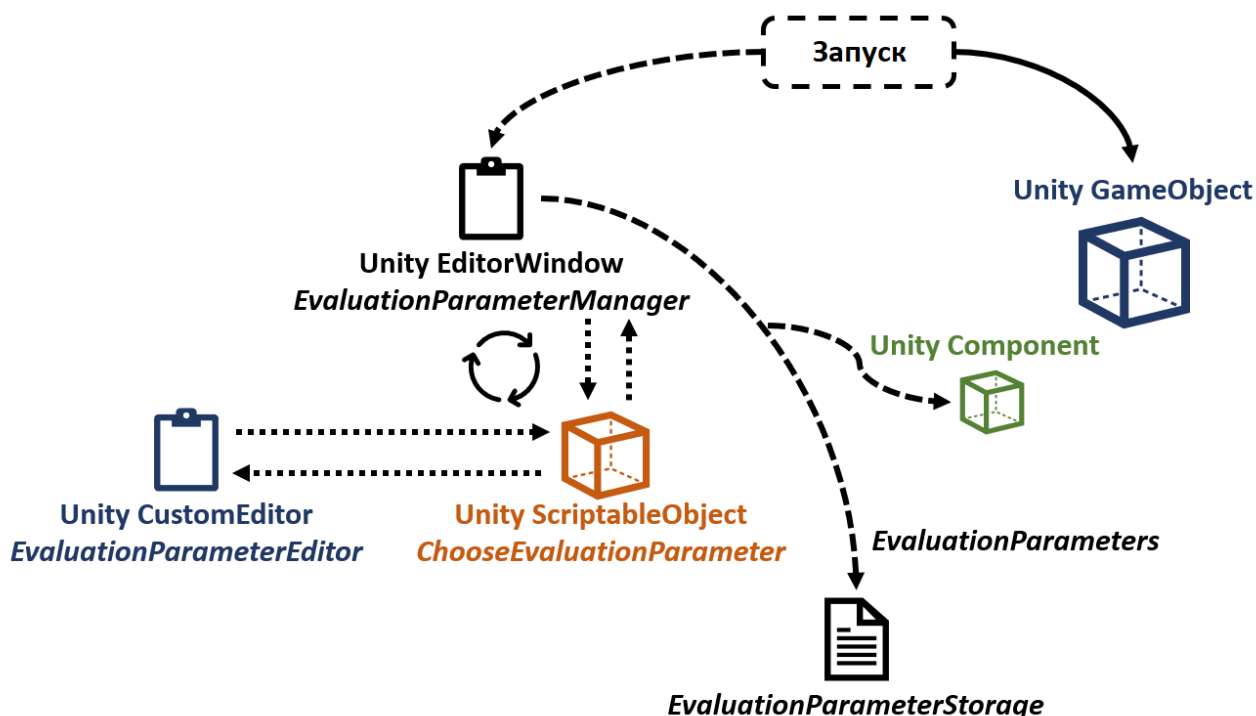 Запуск
Unity GameObject
Unity EditorWindow
EvaluationParameterManager
Unity Component
Unity CustomEditor
EvaluationParameterEditor
Unity ScriptableObject
ChooseEvaluationParameter
EvaluationParameters
EvaluationParameterStorage